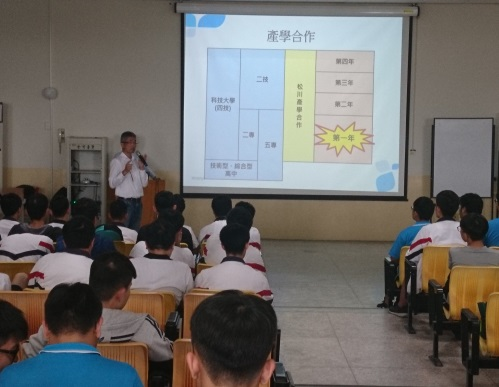 產學合作
科技大學
(四技)
二技
二專
五專
技術型、綜合型
高中
松川產學合作
第四年
第三年
第二年
第一年